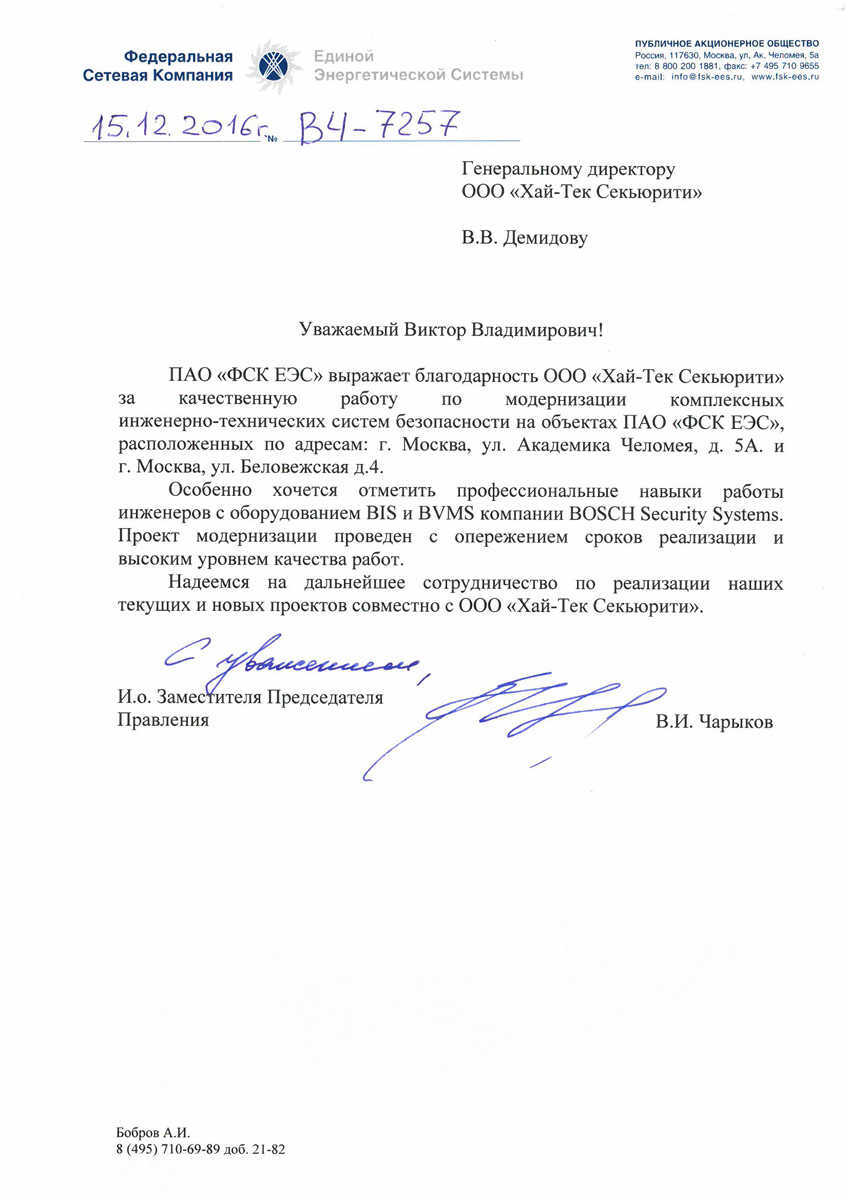 Федеральная
Сетевая Компания
Единой
Энергетической Системы
ПУБЛИЧНОЕ АКЦИОНЕРНОЕ ОБЩЕСТВО
Россия, 117630, Москва, ул, Ак. Челомея, 5а
тел: 8 800 200 1881, факс: +7 495 710 9655
e-mail: info@fsk-ees.ru, www.fsk-ees.ru
15.12.2016г. № ВЧ-7257
Генеральному директору
ООО «Хай-Тек Секьюрити»
В.В. Демидову
Уважаемый Виктор Владимирович!
ПАО «ФСК ЕЭС» выражает благодарность ООО «Хай-Тек Секьюрити»
за качественную работу по модернизации комплексных
инженерно-технических систем безопасности на объектах ПАО «ФСК ЕЭС»,
расположенных по адресам: г. Москва, ул. Академика Челомея, д. 5А. и
г. Москва, ул. Беловежская д.4.
Особенно хочется отметить профессиональные навыки работы
инженеров с оборудованием BIS и BVMS компании BOSCH Security Systems.
Проект модернизации проведен с опережением сроков реализации и
высоким уровнем качества работ.
Надеемся на дальнейшее сотрудничество по реализации наших
текущих и новых проектов совместно с ООО «Хай-Тек Секьюрити».
С уважением,
И.о. Заместителя Председателя
Правления
В.И. Чарыков
Бобров А.И.
8 (495) 710-69-89 доб. 21-82